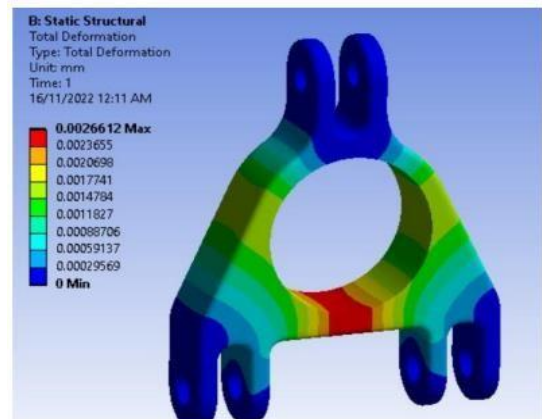 B: Static Structural
Total Deformation
Type: Total Deformation
Unit: mm
Time: 1
16/11/2022 12:11 AM
0.0026612 Max
0.0023655
0.0020698
0.0017741
0.0014784
0.0011827
0.00088706
0.00059137
0.00029569
0 Min